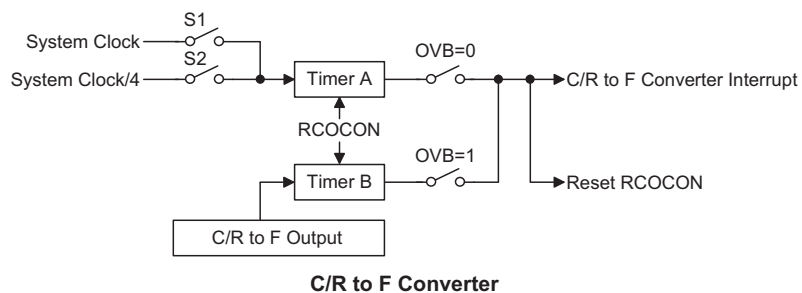 S1
System Clock
S2
System Clock/4
Timer A
OVB=0
C/R to F Converter Interrupt
RCOCON
OVB=1
Timer B
Reset RCOCON
C/R to F Output
C/R to F Converter